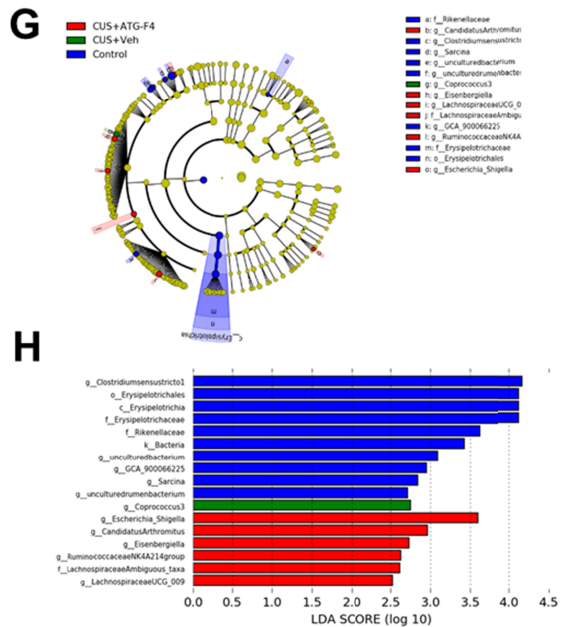 G
CUS+ATG-F4
CUS+Veh
Control
a: f__Rikenellaceae
b: g__CandidatusArthromitus
c: g__Clostridiumsensustricto
d: g__Sarcina
e: g__unculturedbacterium
f: g__unculturedrumenbacter
g: g__Coprococcus3
h: g__Eisenbergiella
i: g__LachnospiraceaeUCG_0
j: f__LachnospiraceaeAmbigu
k: g__GCA_900066225
l: g__RuminococcaceaeNK4A
m: f__Erysipelotrichaceae
n: o__Erysipelotrichales
o: g__Escherichia_Shigella
a
m
n
c__Erysipelotrichia
H
g__Clostridiumsensustricto1
o__Erysipelotrichales
c__Erysipelotrichia
f__Erysipelotrichaceae
f__Rikenellaceae
k__Bacteria
g__unculturedbacterium
g__GCA_900066225
g__Sarcina
g__unculturedrumenbacterium
g__Coprococcus3
g__Escherichia_Shigella
g__CandidatusArthromitus
g__Eisenbergiella
g__RuminococcaceaeNK4A214group
f__LachnospiraceaeAmbiguous_taxa
g__LachnospiraceaeUCG_009
0.0 0.5 1.0 1.5 2.0 2.5 3.0 3.5 4.0 4.5
LDA SCORE (log 10)